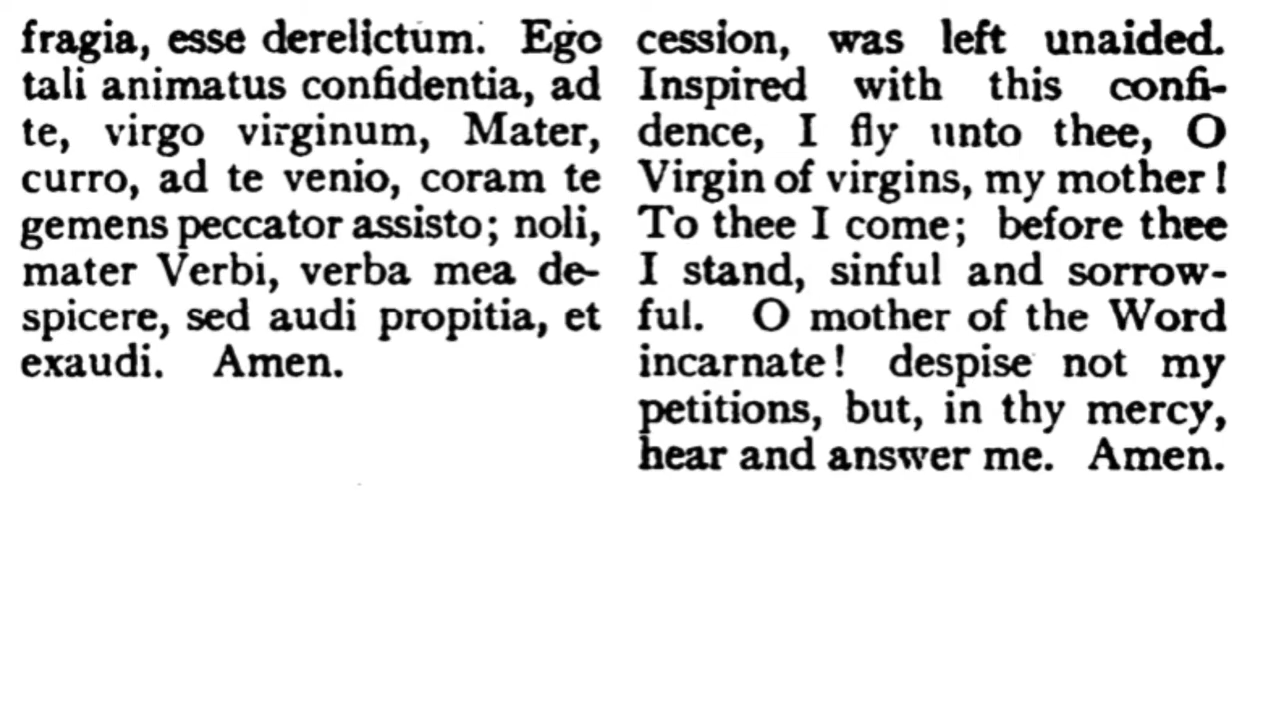 fragia, esse derelictum. Ego
tali animatus confidentia, ad
te, virgo virginum, Mater,
curro, ad te venio, coram te
gemens peccator assisto; noli,
mater Verbi, verba mea de-
spicere, sed audi propitia, et
exaudi. Amen.
cession, was left unaided.
Inspired with this confi-
dence, I fly unto thee, O
Virgin of virgins, my mother!
To thee I come; before thee
I stand, sinful and sorrow-
ful. O mother of the Word
incarnate! despise not my
petitions, but, in thy mercy,
hear and answer me. Amen.